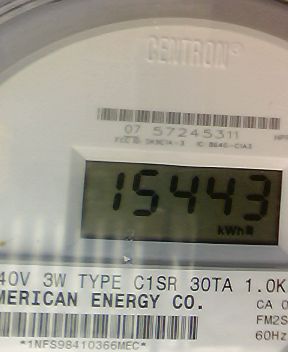 CENTRON®
07 57245311
15443
kWh
40V 3W TYPE C1SR 30TA 1.0K
MERICAN ENERGY CO.
CA 0
FM2S
60Hz
*1NFS98410366MEC*